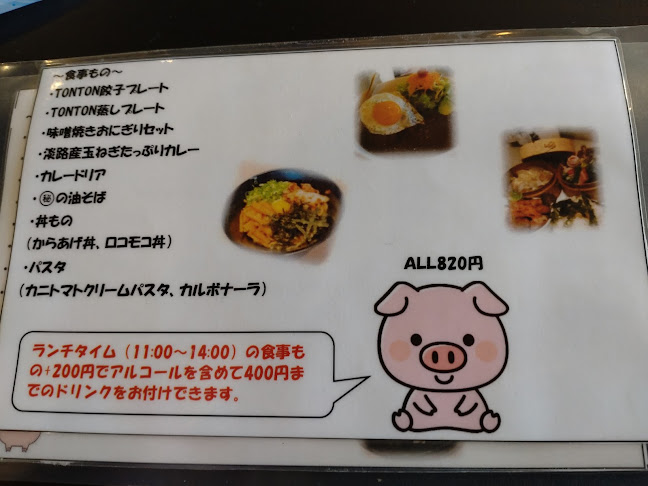 ～食事もの～
・TONTON餃子プレート
・TONTON蒸しプレート
・味噌焼きおにぎりセット
・淡路産玉ねぎたっぷりカレー
・カレードリア
・㊙の油そば
・丼もの
(からあげ丼、ロコモコ丼)
・パスタ
(カニトマトクリームパスタ、カルボナーラ)
ALL820円
ランチタイム（11:00～14:00）の食事も
の+200円でアルコールを含めて400円ま
でのドリンクをお付けできます。